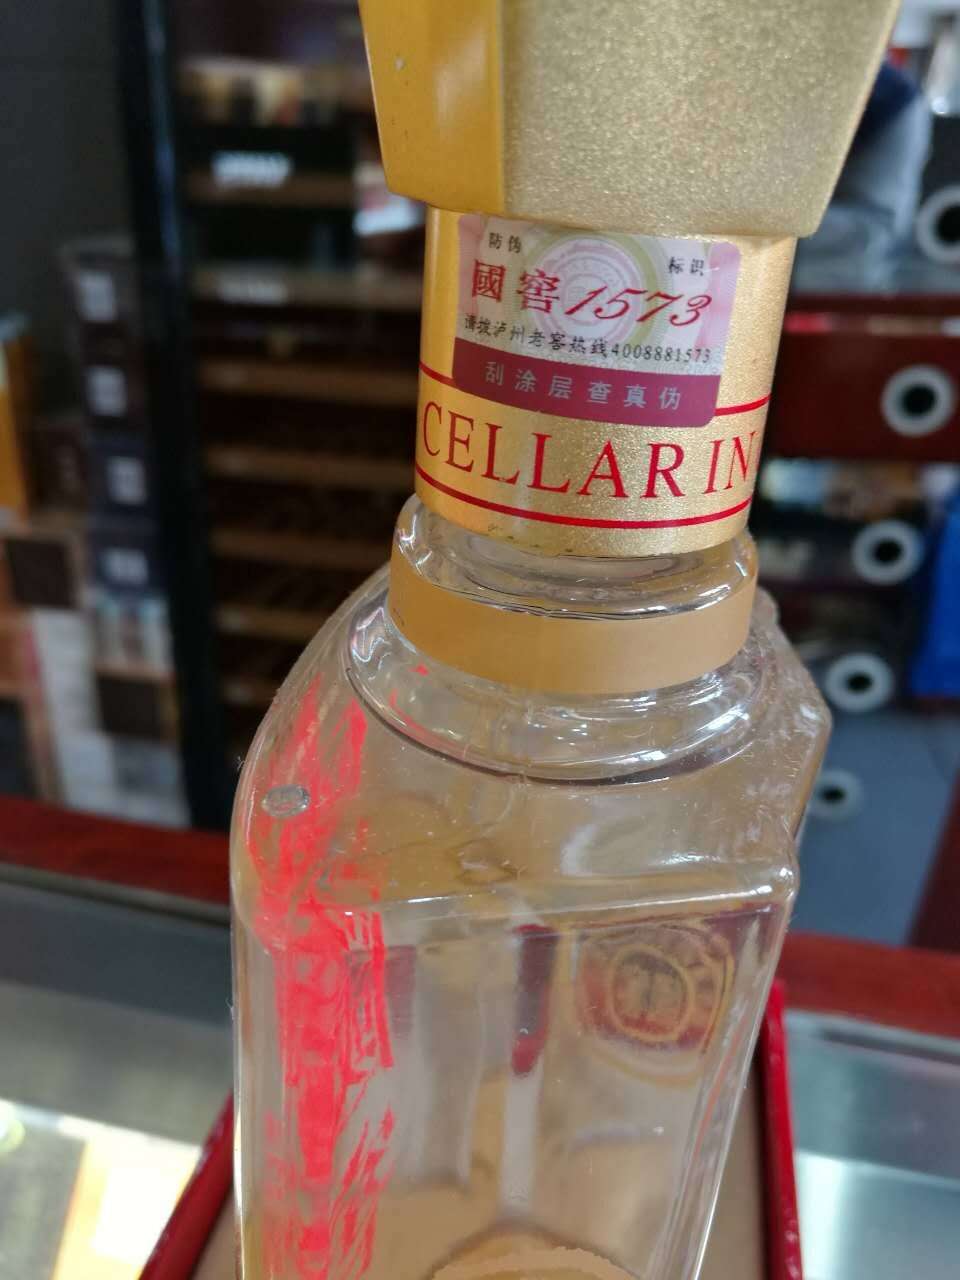 防伪 标识
國窖1573
请拨泸州老窖热线4008881573
刮涂层查真伪
CELLAR IN